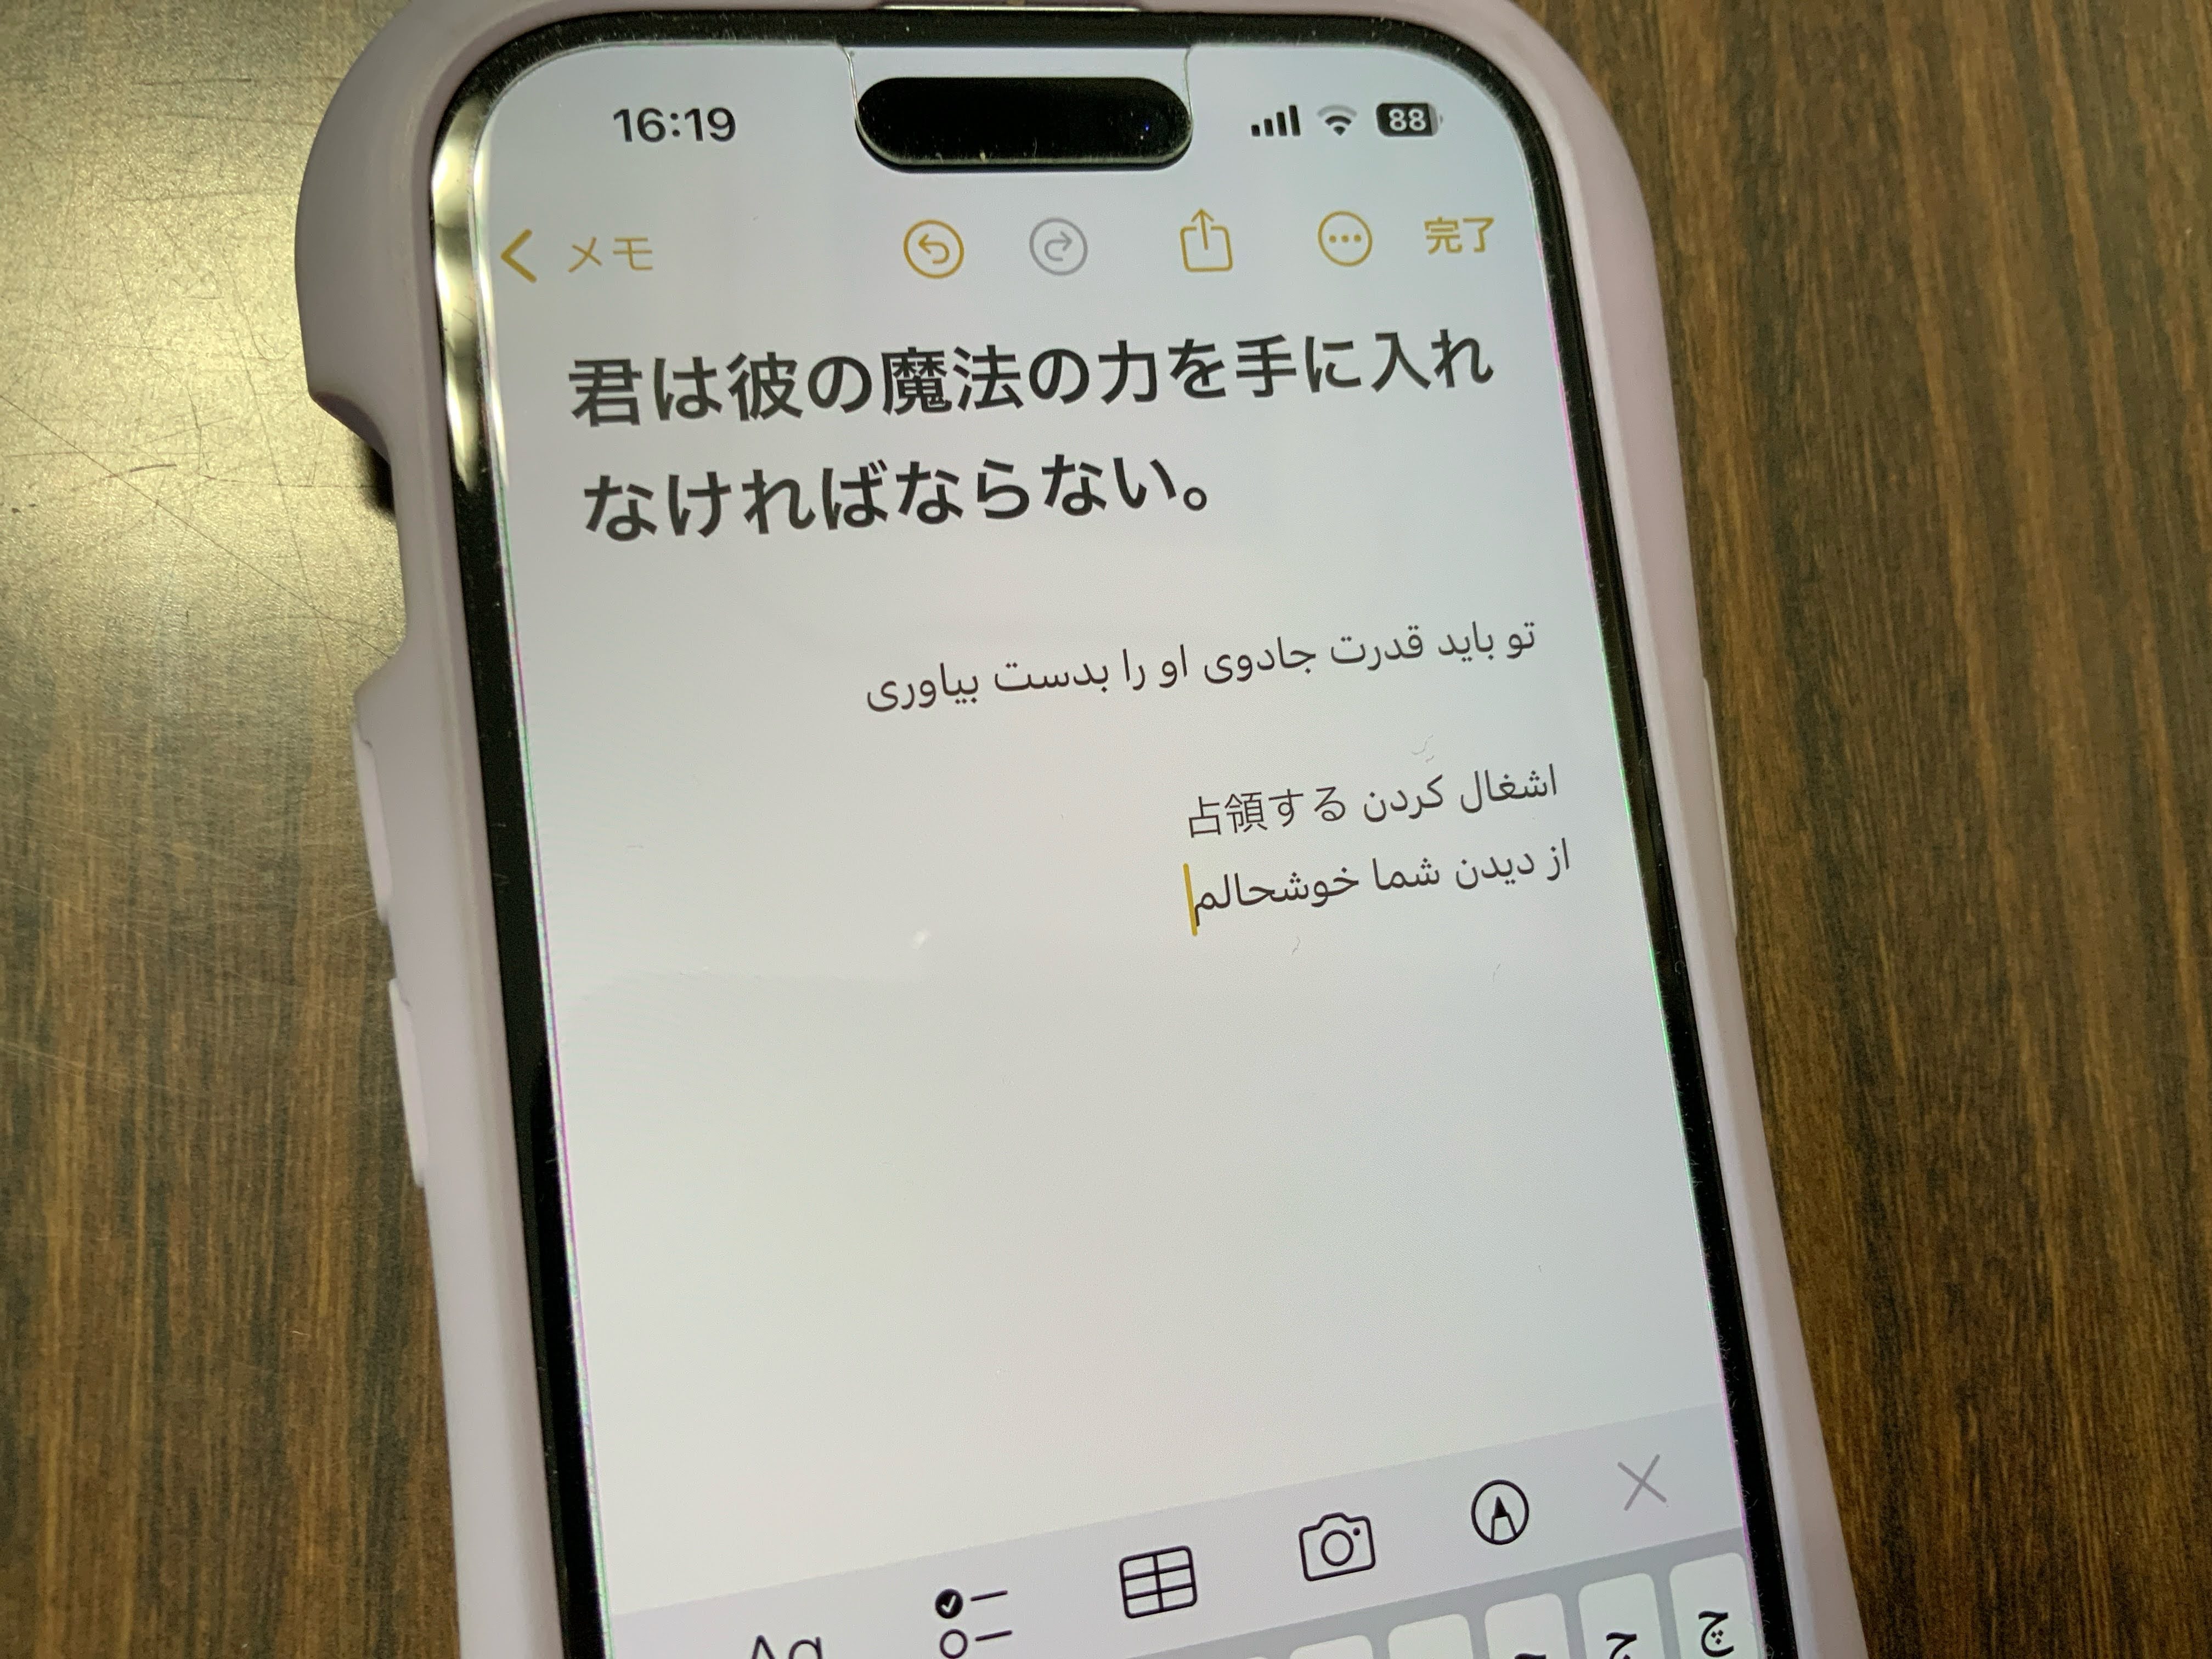 16:19
88
メモ
完了
君は彼の魔法の力を手に入れ
なければならない。
تو باید قدرت جادوی او را بدست بیاوری
اشغال کردن 占領する
از دیدن شما خوشحالم
Aa
ح ج چ